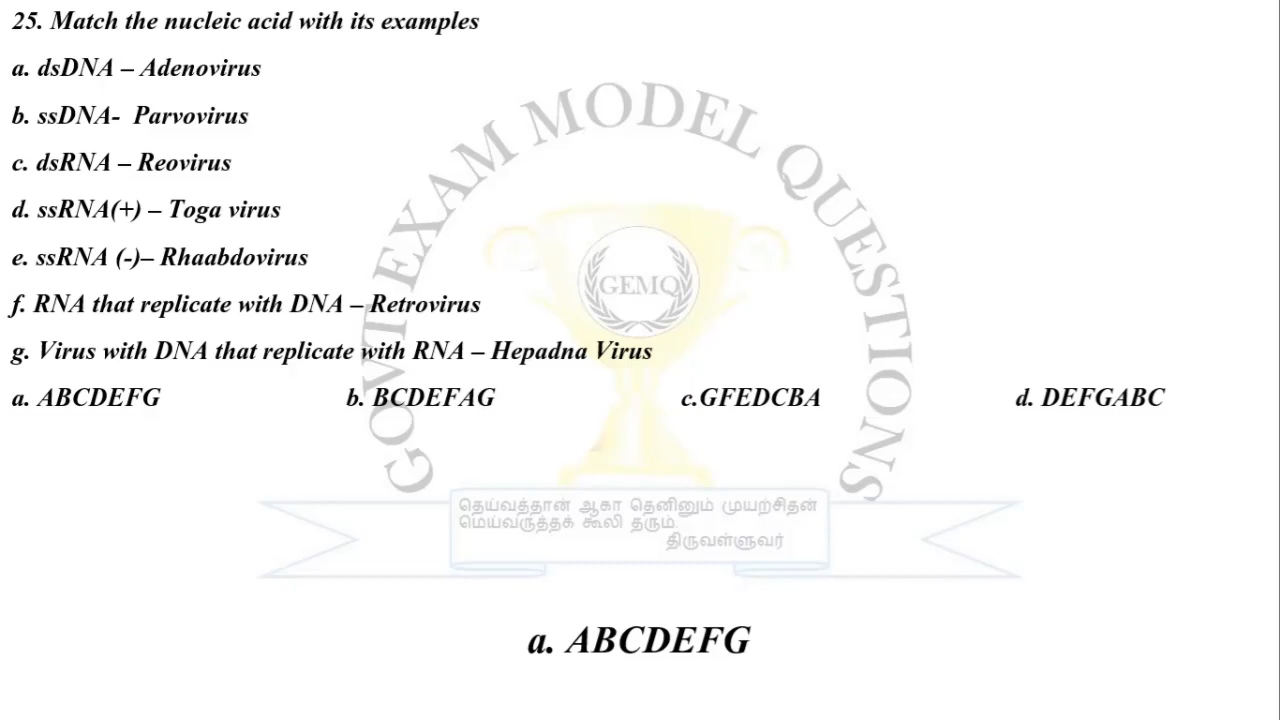 25. Match the nucleic acid with its examples
a. dsDNA – Adenovirus
b. ssDNA-  Parvovirus
c. dsRNA – Reovirus
d. ssRNA(+) – Toga virus
e. ssRNA (-)– Rhaabdovirus
f. RNA that replicate with DNA – Retrovirus
g. Virus with DNA that replicate with RNA – Hepadna Virus
a. ABCDEFG b. BCDEFAG c.GFEDCBA d. DEFGABC
GOVT EXAM MODEL QUESTIONS
GEMQ
தெய்வத்தான் ஆகா தெனினும் முயற்சிதன்
மெய்வருத்தக் கூலி தரும்.
திருவள்ளுவர்
a. ABCDEFG